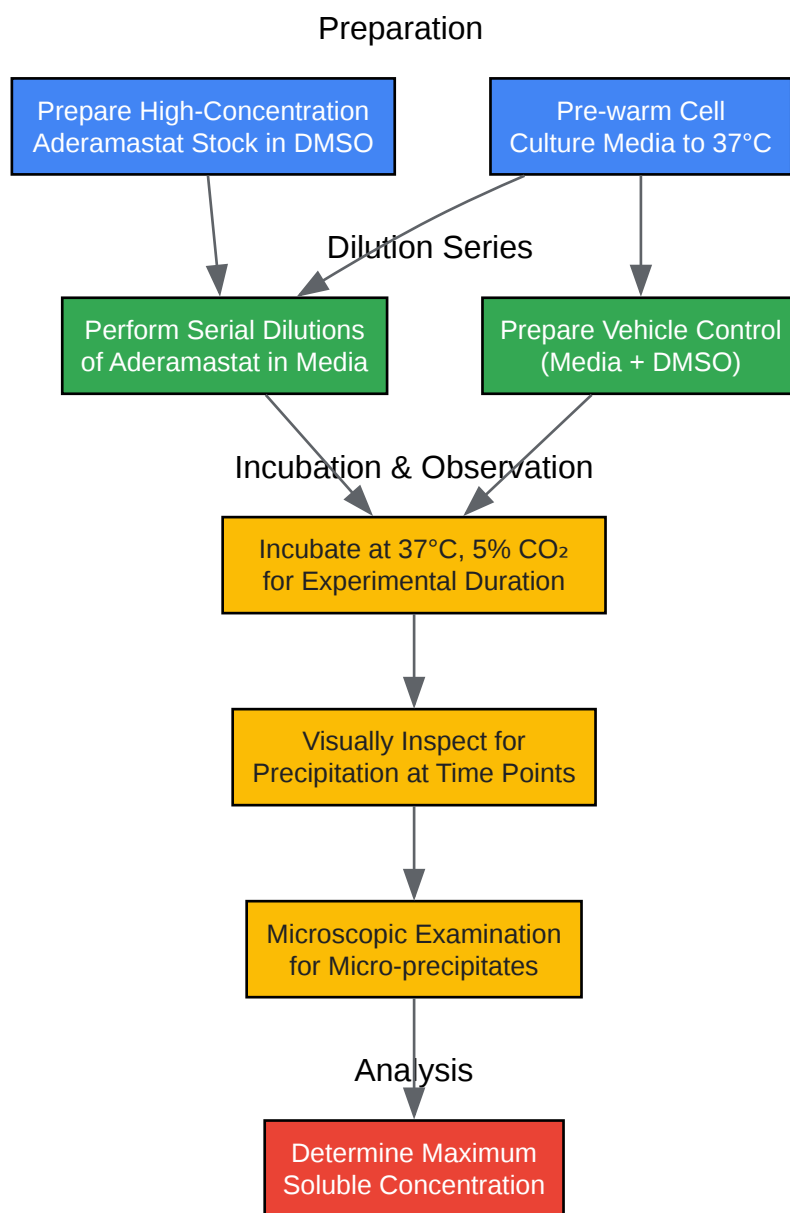 Preparation
Prepare High-Concentration
Aderamastat Stock in DMSO
Pre-warm Cell
Culture Media to 37°C
Dilution Series
Perform Serial Dilutions
of Aderamastat in Media
Prepare Vehicle Control
(Media + DMSO)
Incubation & Observation
Incubate at 37°C, 5% CO₂
for Experimental Duration
Visually Inspect for
Precipitation at Time Points
Microscopic Examination
for Micro-precipitates
Analysis
Determine Maximum
Soluble Concentration